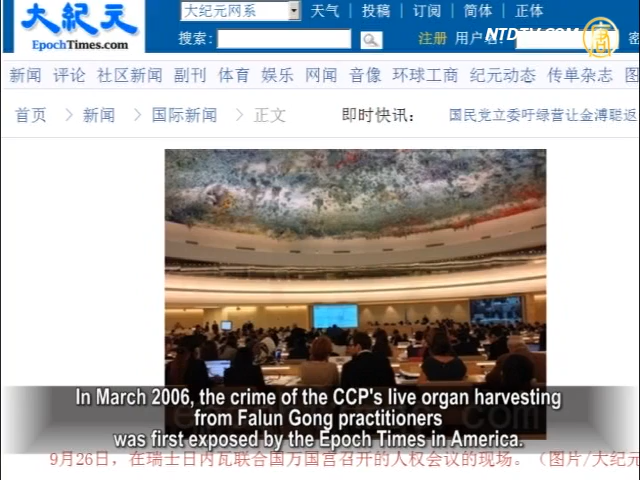 大紀元
EpochTimes.com
大纪元网系 天气 | 投稿 | 订阅 | 简体 | 正体
搜索: 注册 用户名:
NTDTV.COM
新闻 评论 社区新闻 副刊 体育 娱乐 网闻 音像 环球工商 纪元动态 传单杂志
首页 > 新闻 > 国际新闻 > 正文 即时快讯: 国民党立委吁绿营让金溥聪返
In March 2006, the crime of the CCP's live organ harvesting
from Falun Gong practitioners
was first exposed by the Epoch Times in America.
9月26日，在瑞士日内瓦联合国万国宫召开的人权会议的现场。（图片/大纪元